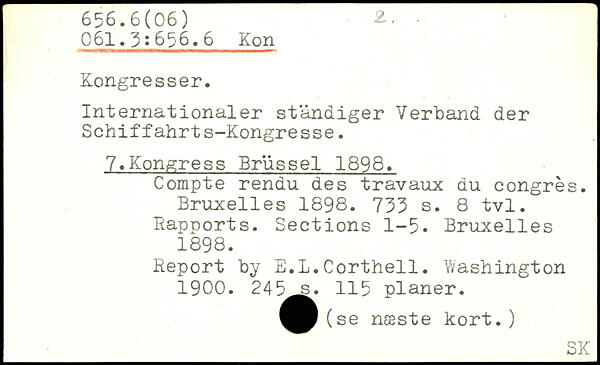 656.6(06)
2.
061.3:656.6 Kon
Kongresser.
Internationaler ständiger Verband der
Schiffahrts-Kongresse.
7.Kongress Brüssel 1898.
Compte rendu des travaux du congrès.
Bruxelles 1898. 733 s. 8 tvl.
Rapports. Sections 1-5. Bruxelles
1898.
Report by E.L.Corthell. Washington
1900. 245 s. 115 planer.
(se næste kort.)
SK